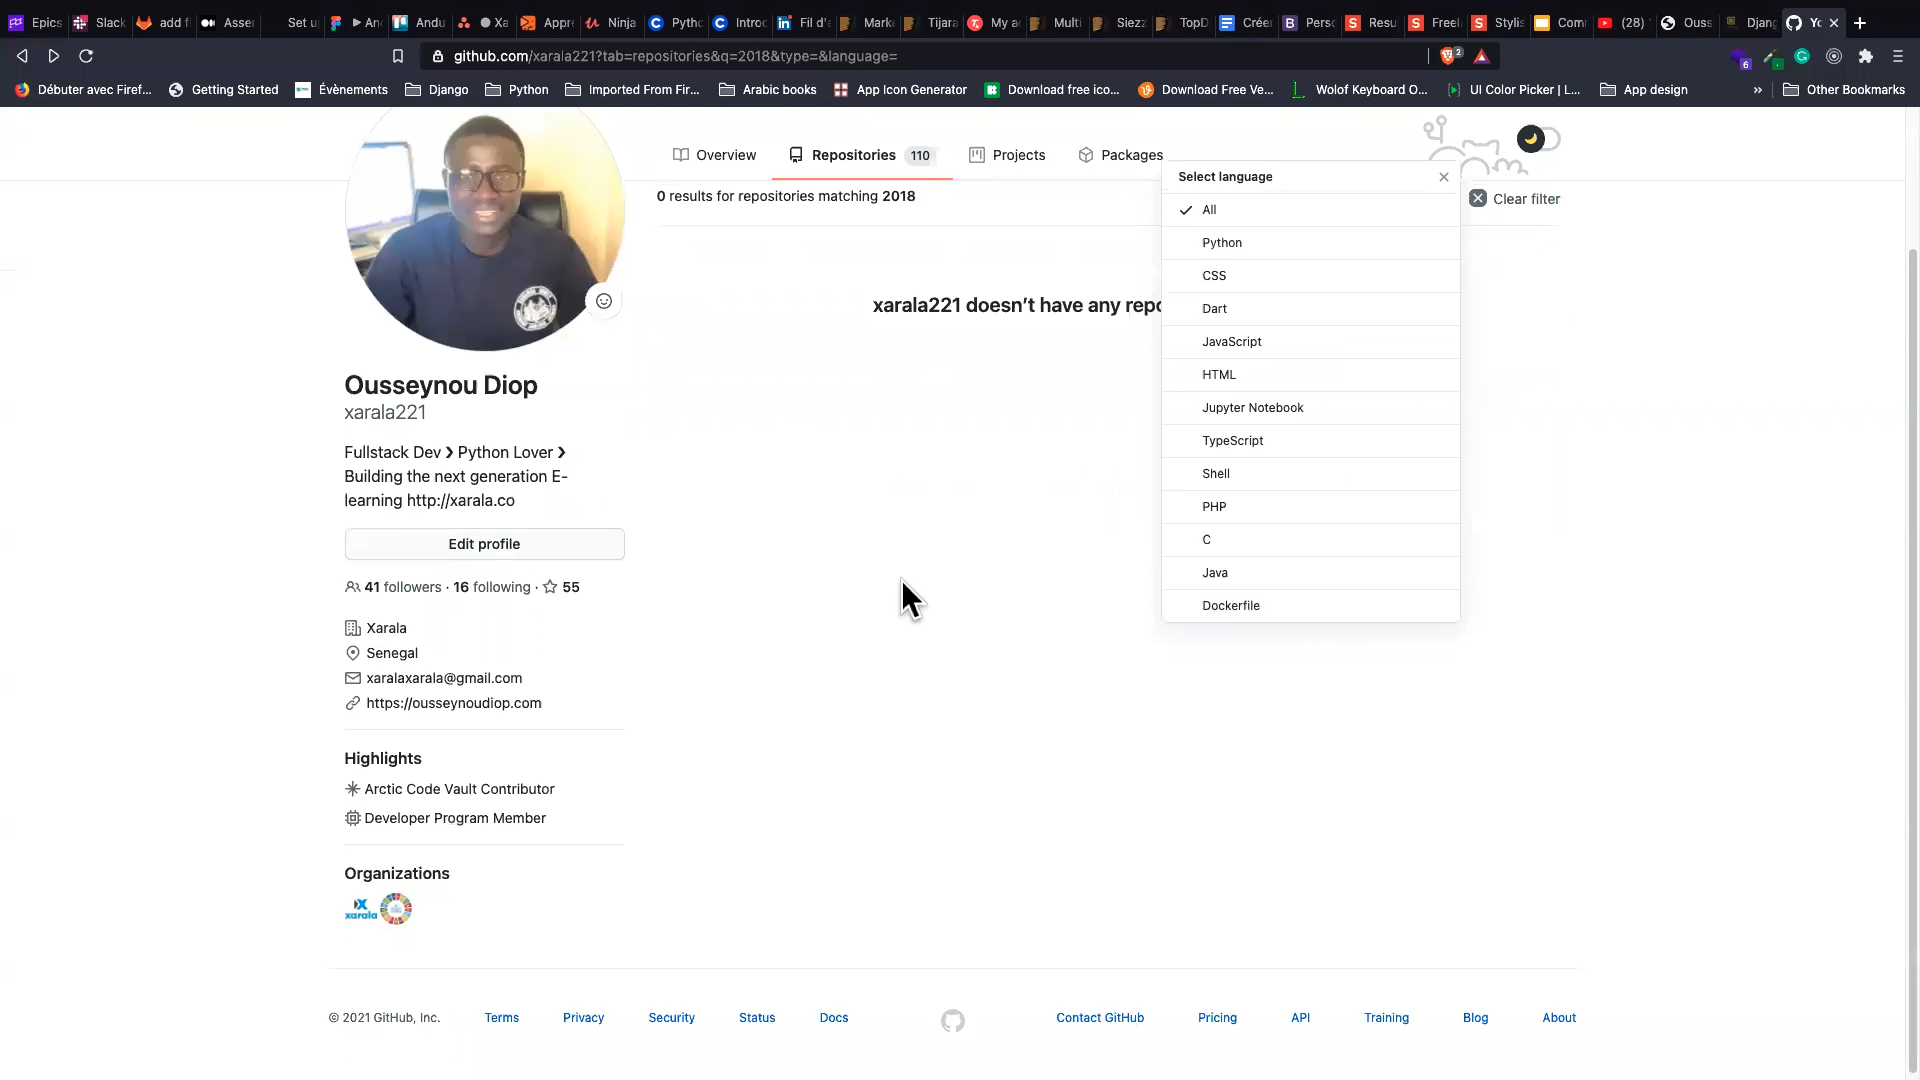 Epics
Slack
add f
Asser
Set u
An
Andu
Xa
Appr
Ninja
Pyth
Introc
Fil d'a
Mark
Tijara
My a
Multi
Siezz
TopD
Créer
Perso
Resu
Freel
Stylis
Com
(28)
Ouss
Djang
Yo
github.com/xarala221?tab=repositories&q=2018&type=&language=
2
6
Débuter avec Firef...
Getting Started
Évènements
Django
Python
Imported From Fir...
Arabic books
App Icon Generator
Download free ico...
Download Free Ve...
Wolof Keyboard O...
UI Color Picker | L...
App design
»
Other Bookmarks
Overview
Repositories 110
Projects
Packages
0 results for repositories matching 2018
Clear filter
xarala221 doesn't have any repo
Select language
All
Python
CSS
Dart
JavaScript
HTML
Jupyter Notebook
TypeScript
Shell
PHP
C
Java
Dockerfile
Ousseynou Diop
xarala221
Fullstack Dev ❯ Python Lover ❯
Building the next generation E-
learning http://xarala.co
Edit profile
41 followers · 16 following · 55
Xarala
Senegal
xaralaxarala@gmail.com
https://ousseynoudiop.com
Highlights
Arctic Code Vault Contributor
Developer Program Member
Organizations
xarala
© 2021 GitHub, Inc.
Terms
Privacy
Security
Status
Docs
Contact GitHub
Pricing
API
Training
Blog
About